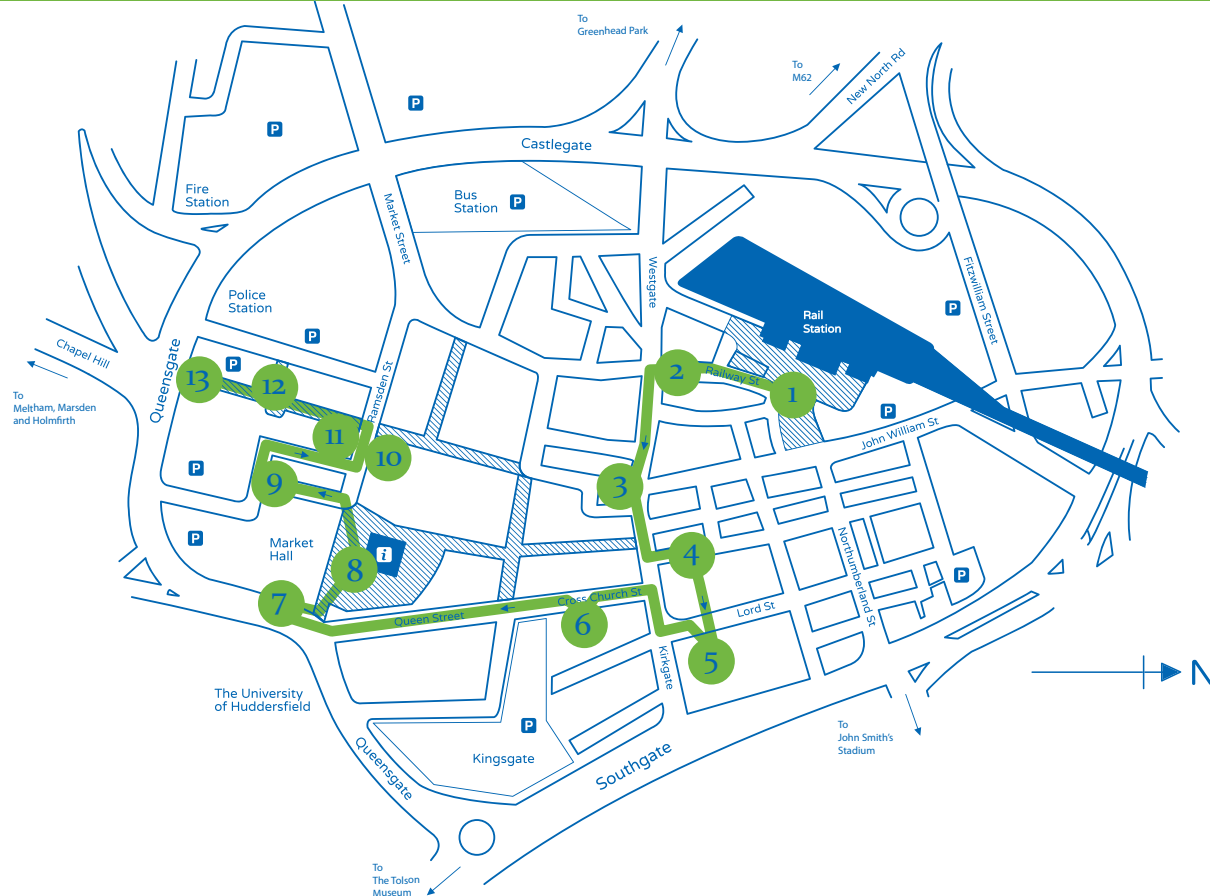 To
Greenhead Park
To
M62
New North Rd
P
P
Castlegate
Fire
Station
Bus
Station
P
Market Street
Westgate
Fitzwilliam Street
Police
Station
P
P
Rail
Station
P
Chapel Hill
Queensgate
P
13
12
Ramsden St
2
Railway St
1
To
Meltham, Marsden
and Holmfirth
11
10
John William St
P
9
3
P
Market
Hall
i
8
4
Northumberland St
P
7
Queen Street
Cross Church St
6
Lord St
5
Kirkgate
N
The University
of Huddersfield
P
Kingsgate
Queensgate
Southgate
To
John Smith's
Stadium
To
The Tolson
Museum